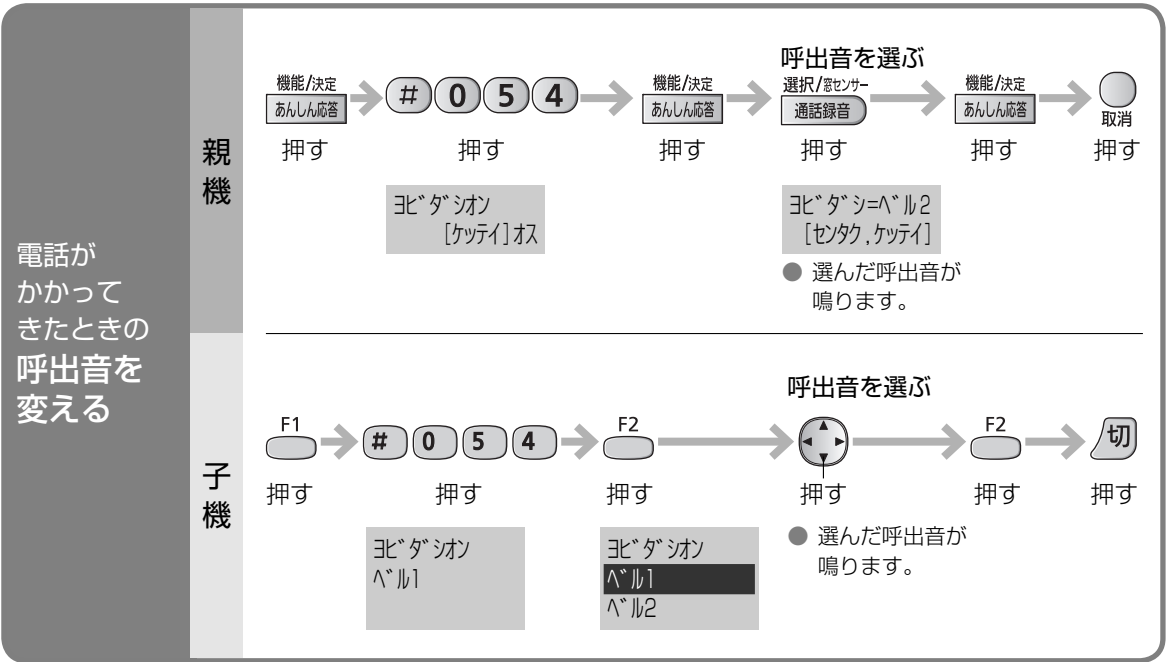 電話が
かかって
きたときの
呼出音を
変える
親機
呼出音を選ぶ
機能/決定
あんしん応答
押す
# 0 5 4
押す
機能/決定
あんしん応答
押す
選択/窓センサー
通話録音
押す
機能/決定
あんしん応答
押す
取消
押す
ヨビダシオン
[ケッテイ]オス
ヨビダシ=ベル2
[センタク,ケッテイ]
● 選んだ呼出音が
鳴ります。
子機
呼出音を選ぶ
F1
押す
# 0 5 4
押す
F2
押す
押す
F2
押す
切
押す
ヨビダシオン
ベル1
ヨビダシオン
ベル1
ベル2
● 選んだ呼出音が
鳴ります。